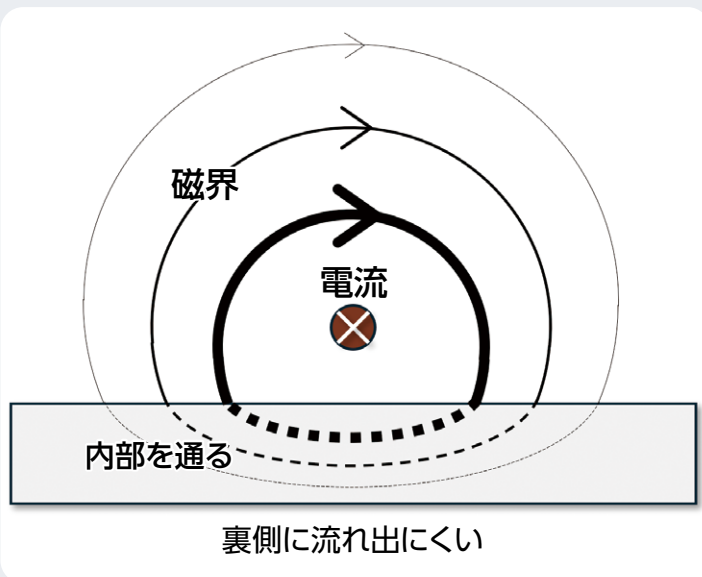 磁界
電流
内部を通る
裏側に流れ出にくい